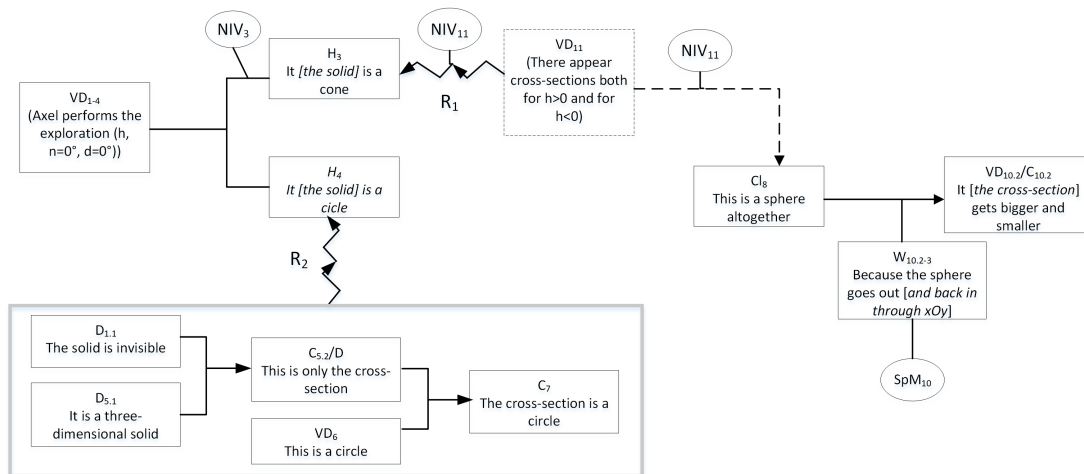 NIV₃
H₃
It [the solid] is a
cone
NIV₁₁
R₁
VD₁₁
(There appear
cross-sections both
for h>0 and for
h<0)
NIV₁₁
VD₁₋₄
(Axel performs the
exploration (h,
n=0°, d=0°))
H₄
It [the solid] is a
cicle
Cl₈
This is a sphere
altogether
VD₁₀.₂/C₁₀.₂
It [the cross-section]
gets bigger and
smaller
R₂
W₁₀.₂₋₃
Because the sphere
goes out [and back in
through xOy]
SpM₁₀
D₁.₁
The solid is invisible
D₅.₁
It is a three-
dimensional solid
C₅.₂/D
This is only the cross-
section
VD₆
This is a circle
C₇
The cross-section is a
circle